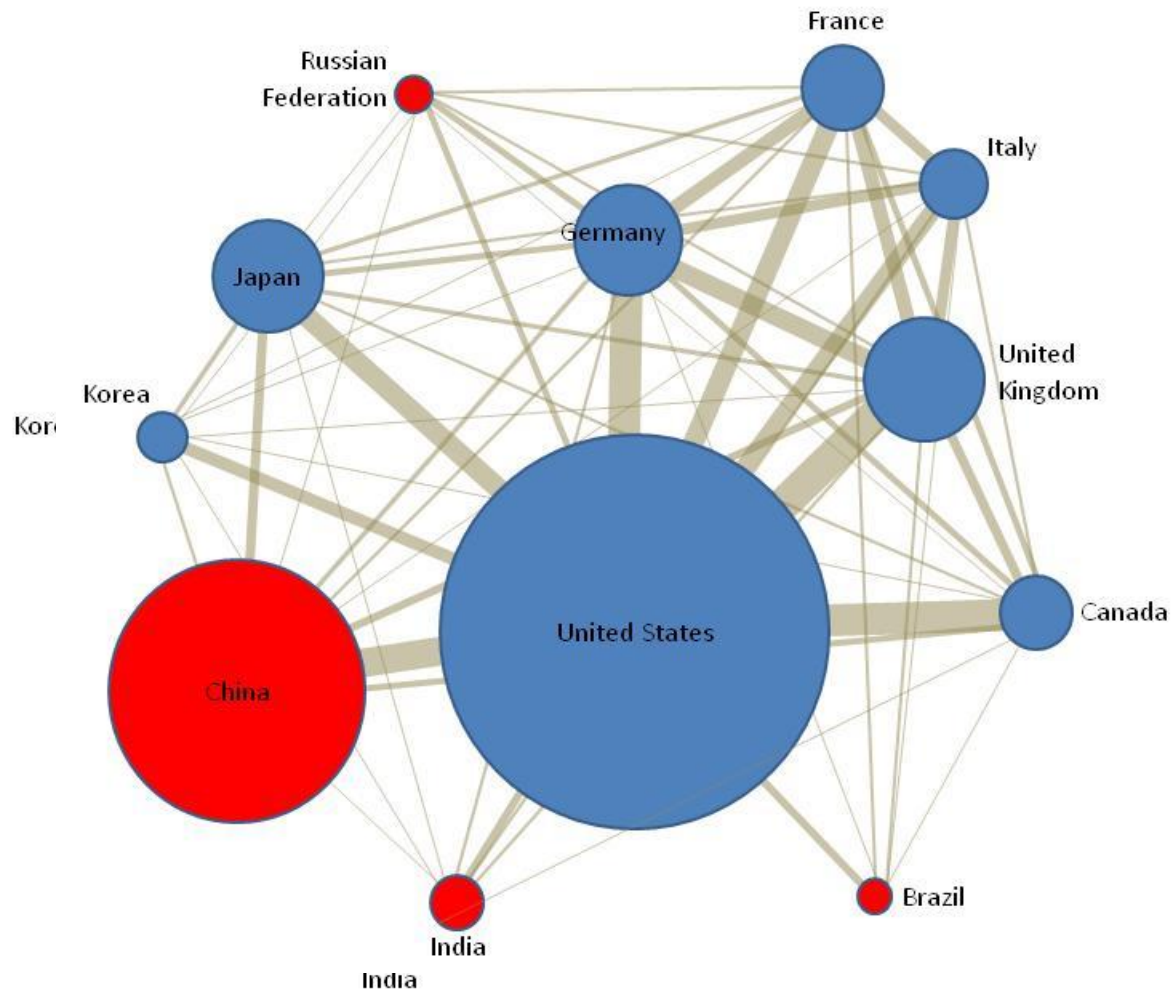 France
Russian
Federation
Italy
Germany
Japan
United
Kingdom
Korea
United States
Canada
China
Brazil
India
India